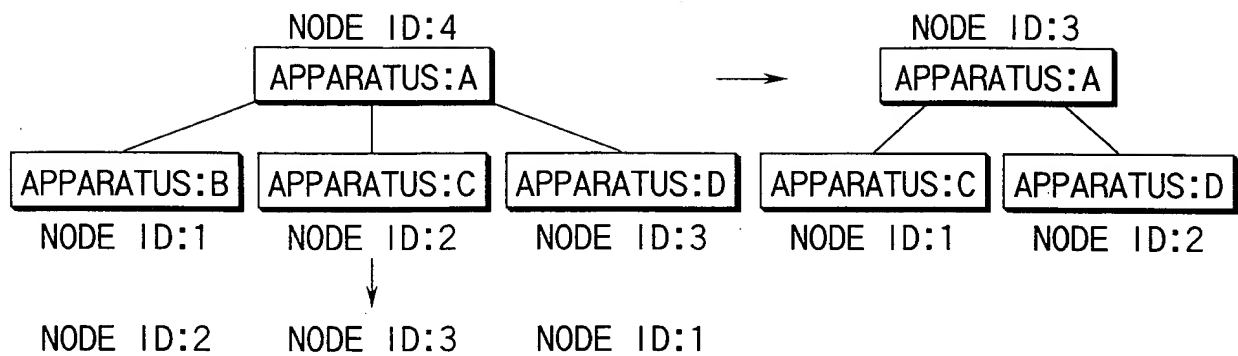 NODE ID:4
APPARATUS:A
APPARATUS:B
APPARATUS:C
APPARATUS:D
NODE ID:1
NODE ID:2
NODE ID:3
NODE ID:2
NODE ID:3
NODE ID:1
NODE ID:3
APPARATUS:A
APPARATUS:C
APPARATUS:D
NODE ID:1
NODE ID:2